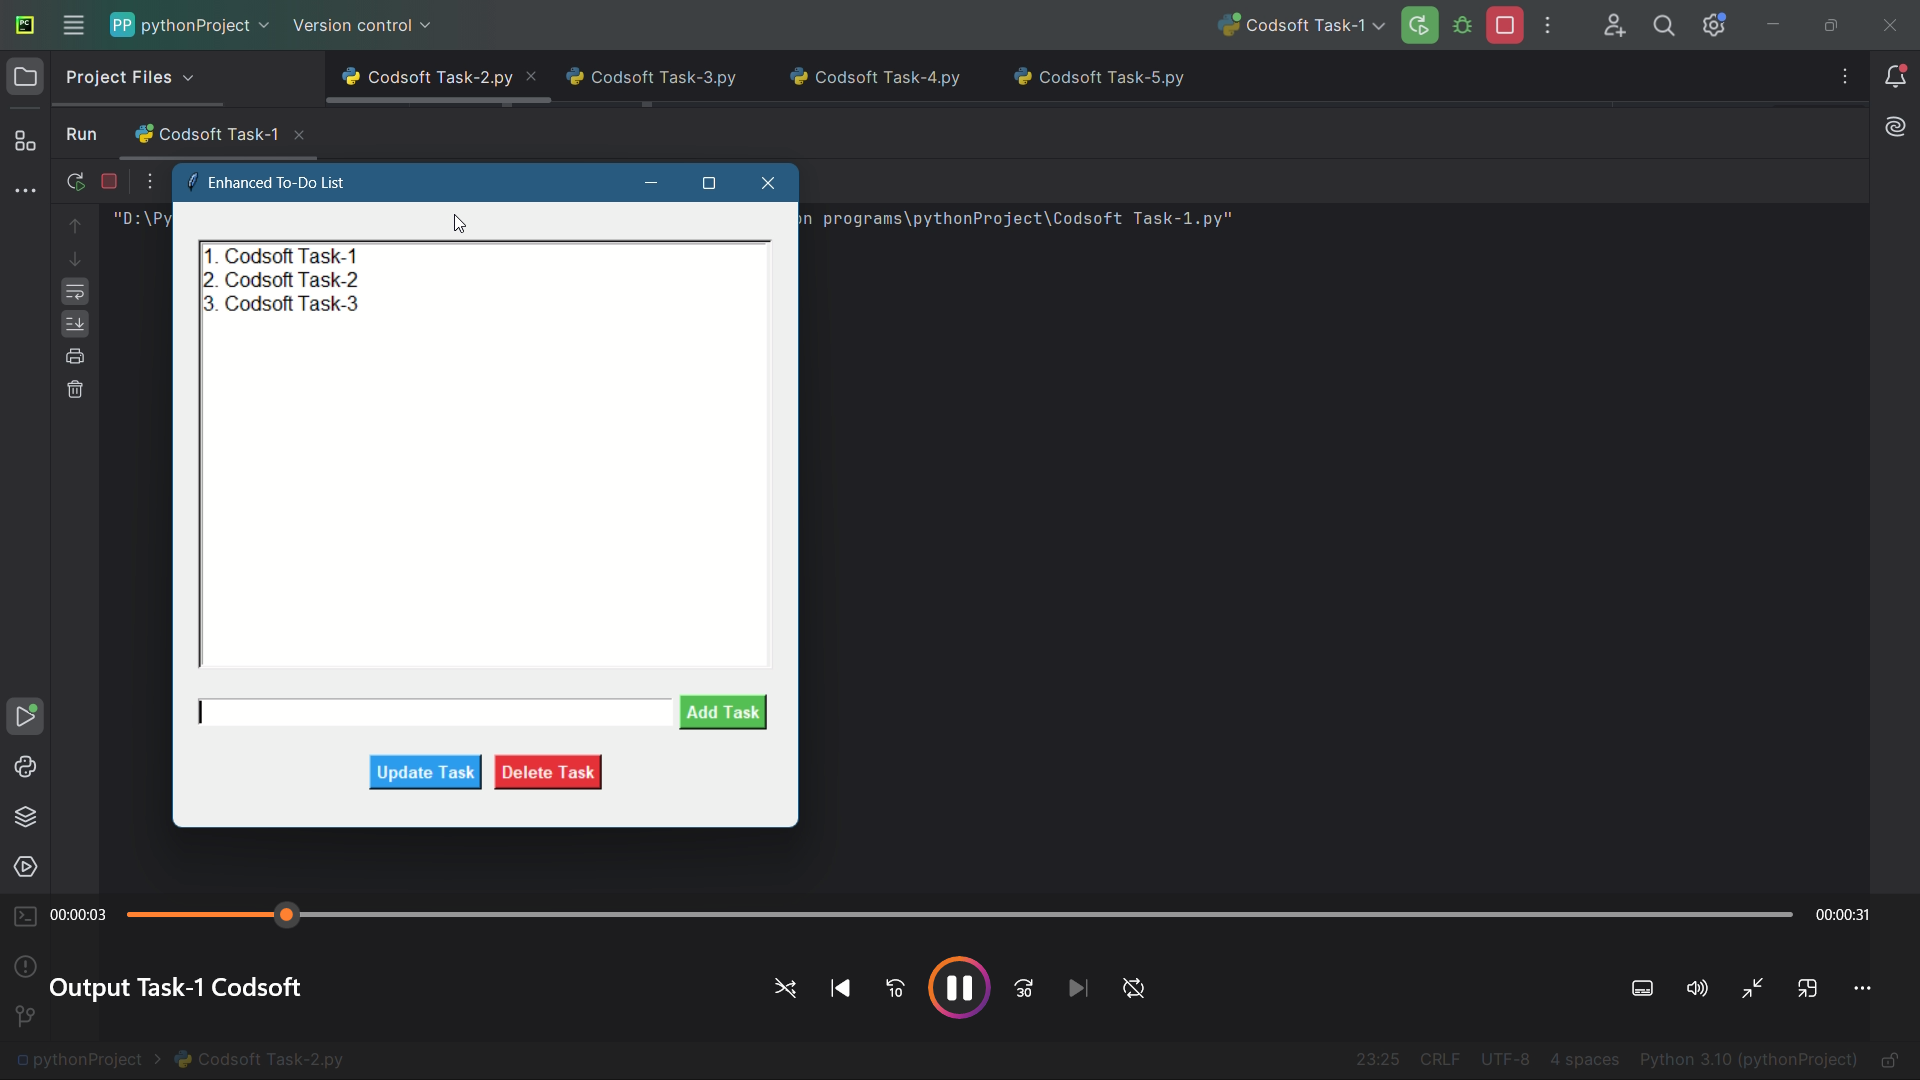 PC
PP pythonProject
Version control
Codsoft Task-1
Project Files
Codsoft Task-2.py
Codsoft Task-3.py
Codsoft Task-4.py
Codsoft Task-5.py
Run
Codsoft Task-1
Enhanced To-Do List
"D:\Py
n programs\pythonProject\Codsoft Task-1.py"
1. Codsoft Task-1
2. Codsoft Task-2
3. Codsoft Task-3
Add Task
Update Task
Delete Task
00:00:03
00:00:31
Output Task-1 Codsoft
10
30
pythonProject > Codsoft Task-2.py
23:25 CRLF UTF-8 4 spaces Python 3.10 (pythonProject)